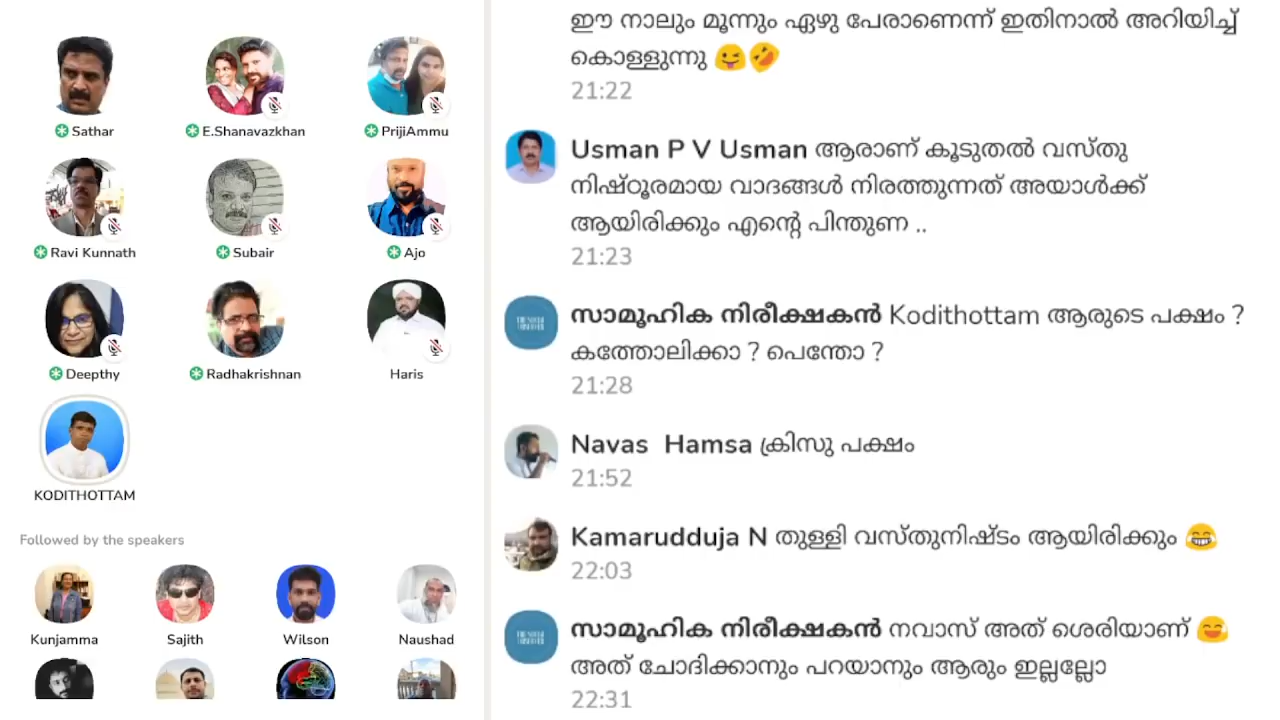 Sathar
E.Shanavazkhan
PrijiAmmu
Ravi Kunnath
Subair
Ajo
Deepthy
Radhakrishnan
Haris
KODITHOTTAM
Followed by the speakers
Kunjamma
Sajith
Wilson
Naushad
ഈ നാലും മൂന്നും ഏഴു പേരാണെന്ന് ഇതിനാൽ അറിയിച്ച്
കൊള്ളുന്നു 😜🤣
21:22
Usman P V Usman ആരാണ് കൂടുതൽ വസ്തു
നിഷ്ഠൂരമായ വാദങ്ങൾ നിരത്തുന്നത് അയാൾക്ക്
ആയിരിക്കും എന്റെ പിന്തുണ ..
21:23
സാമൂഹിക നിരീക്ഷകൻ Kodithottam ആരുടെ പക്ഷം ?
കത്തോലിക്കാ ? പെന്തോ ?
21:28
Navas Hamsa ക്രിസു പക്ഷം
21:52
Kamarudduja N തുള്ളി വസ്തുനിഷ്ടം ആയിരിക്കും 😂
22:03
സാമൂഹിക നിരീക്ഷകൻ നവാസ് അത് ശെരിയാണ് 😅
അത് ചോദിക്കാനും പറയാനും ആരും ഇല്ലല്ലോ
22:31